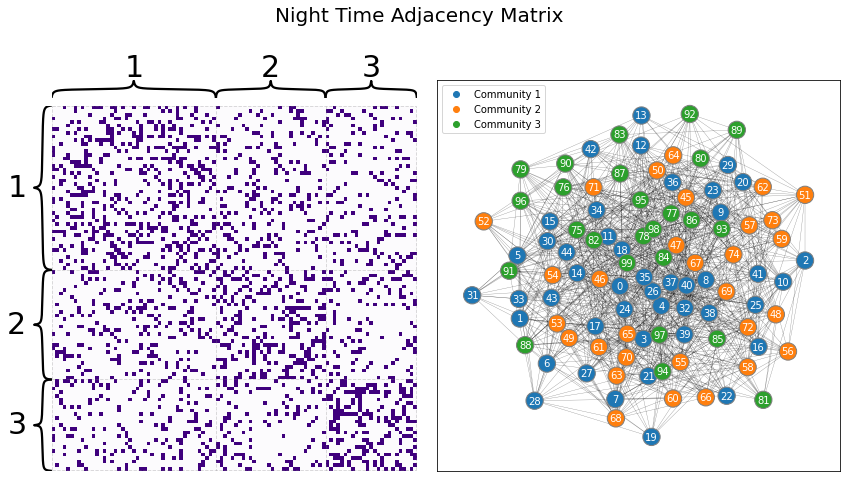 Night Time Adjacency Matrix
1 2 3
1
2
3
Community 1
Community 2
Community 3
13 92
83 89
42 12 64 80
79 90 50 29
87 36 20
76 71 23 62 51
96 95 45
52 15 34 77 86 9 73
75 98 93 57
30 82 11 78 59
44 18 47 74
5 99 84 67 2
91 54 14 46 35 41
0 37 40 8 10
31 33 43 26 69
24 4 32 25
1 53 17 38 48
49 65 3 97 39 72
88 61 85 16
70 55 56
6 27 63 21 94 58
28 7 60 66 22 81
68
19